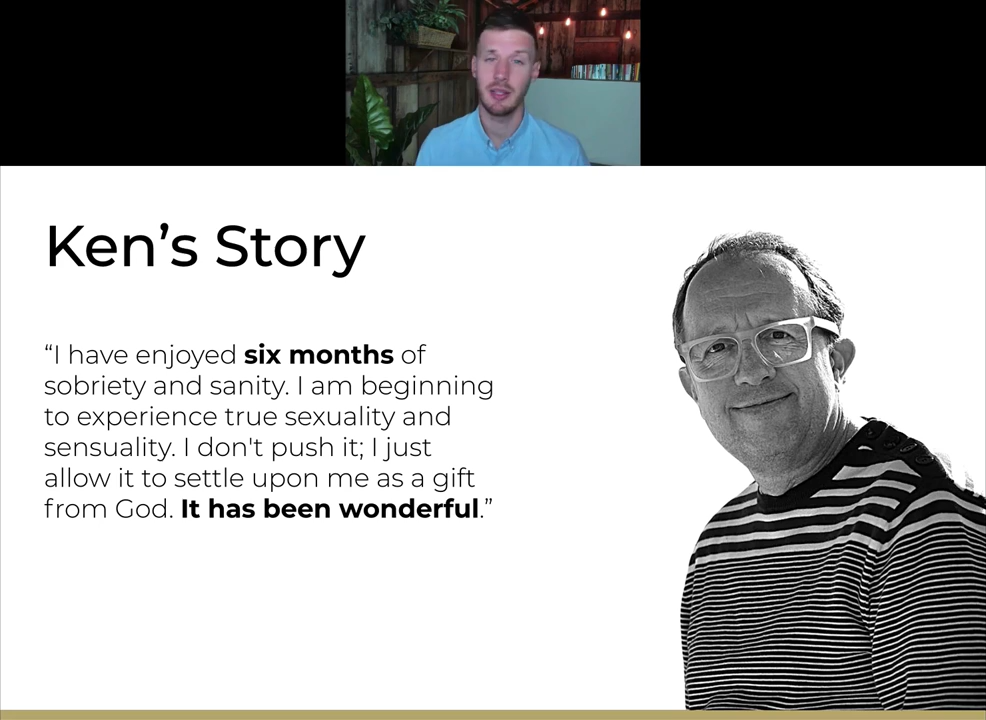 Ken’s Story
“I have enjoyed six months of
sobriety and sanity. I am beginning
to experience true sexuality and
sensuality. I don't push it; I just
allow it to settle upon me as a gift
from God. It has been wonderful.”